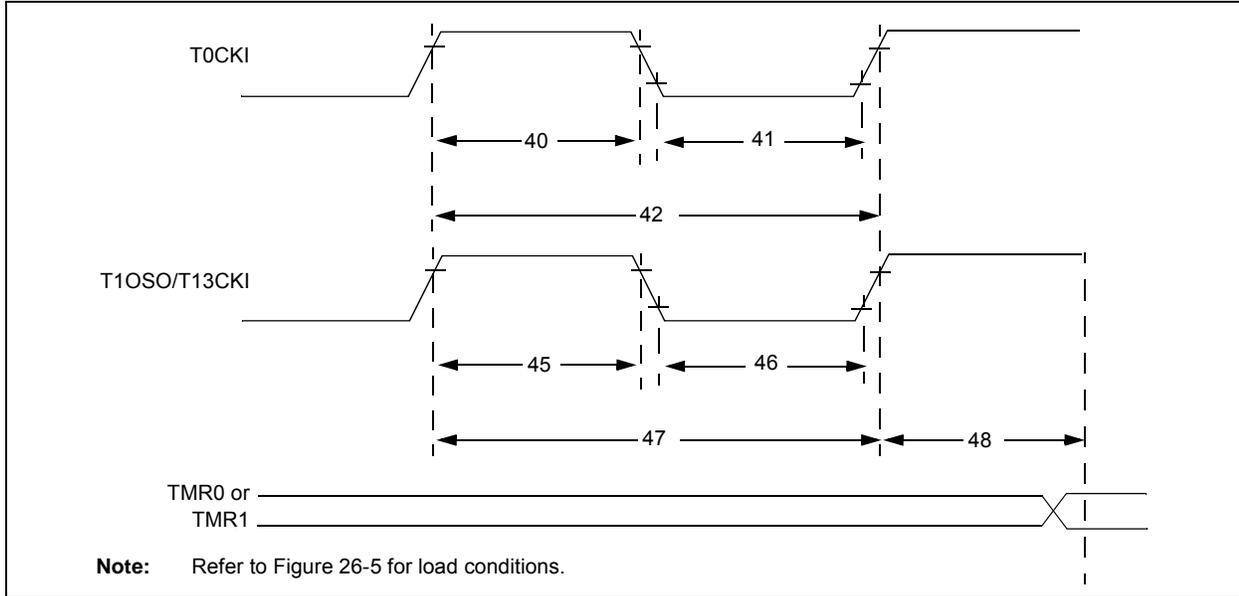 T0CKI
40
41
42
T1OSO/T13CKI
45
46
47
48
TMR0 or
TMR1
Note: Refer to Figure 26-5 for load conditions.